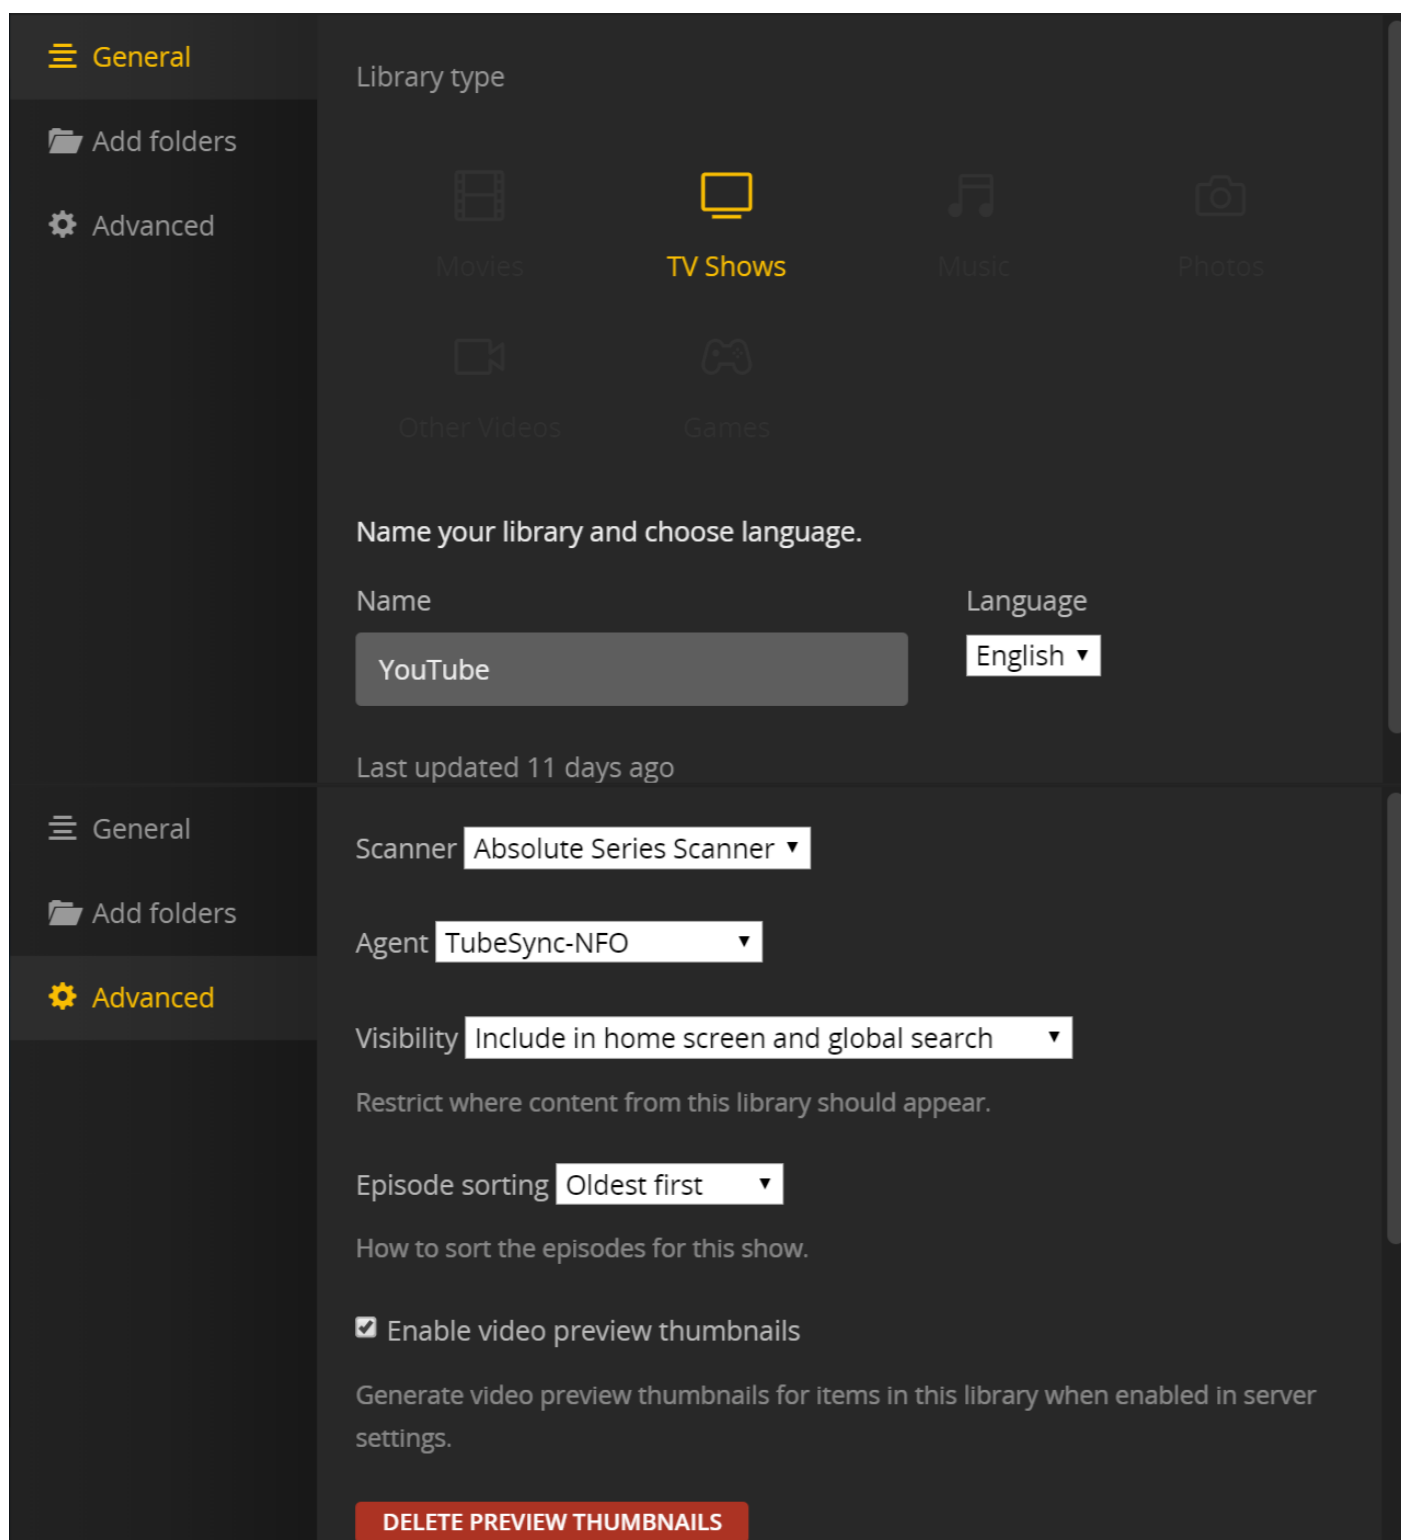 General
Add folders
Advanced
Library type
Movies
TV Shows
Music
Photos
Other Videos
Games
Name your library and choose language.
Name
Language
YouTube
English
Last updated 11 days ago
General
Add folders
Advanced
Scanner Absolute Series Scanner
Agent TubeSync-NFO
Visibility Include in home screen and global search
Restrict where content from this library should appear.
Episode sorting Oldest first
How to sort the episodes for this show.
Enable video preview thumbnails
Generate video preview thumbnails for items in this library when enabled in server
settings.
DELETE PREVIEW THUMBNAILS